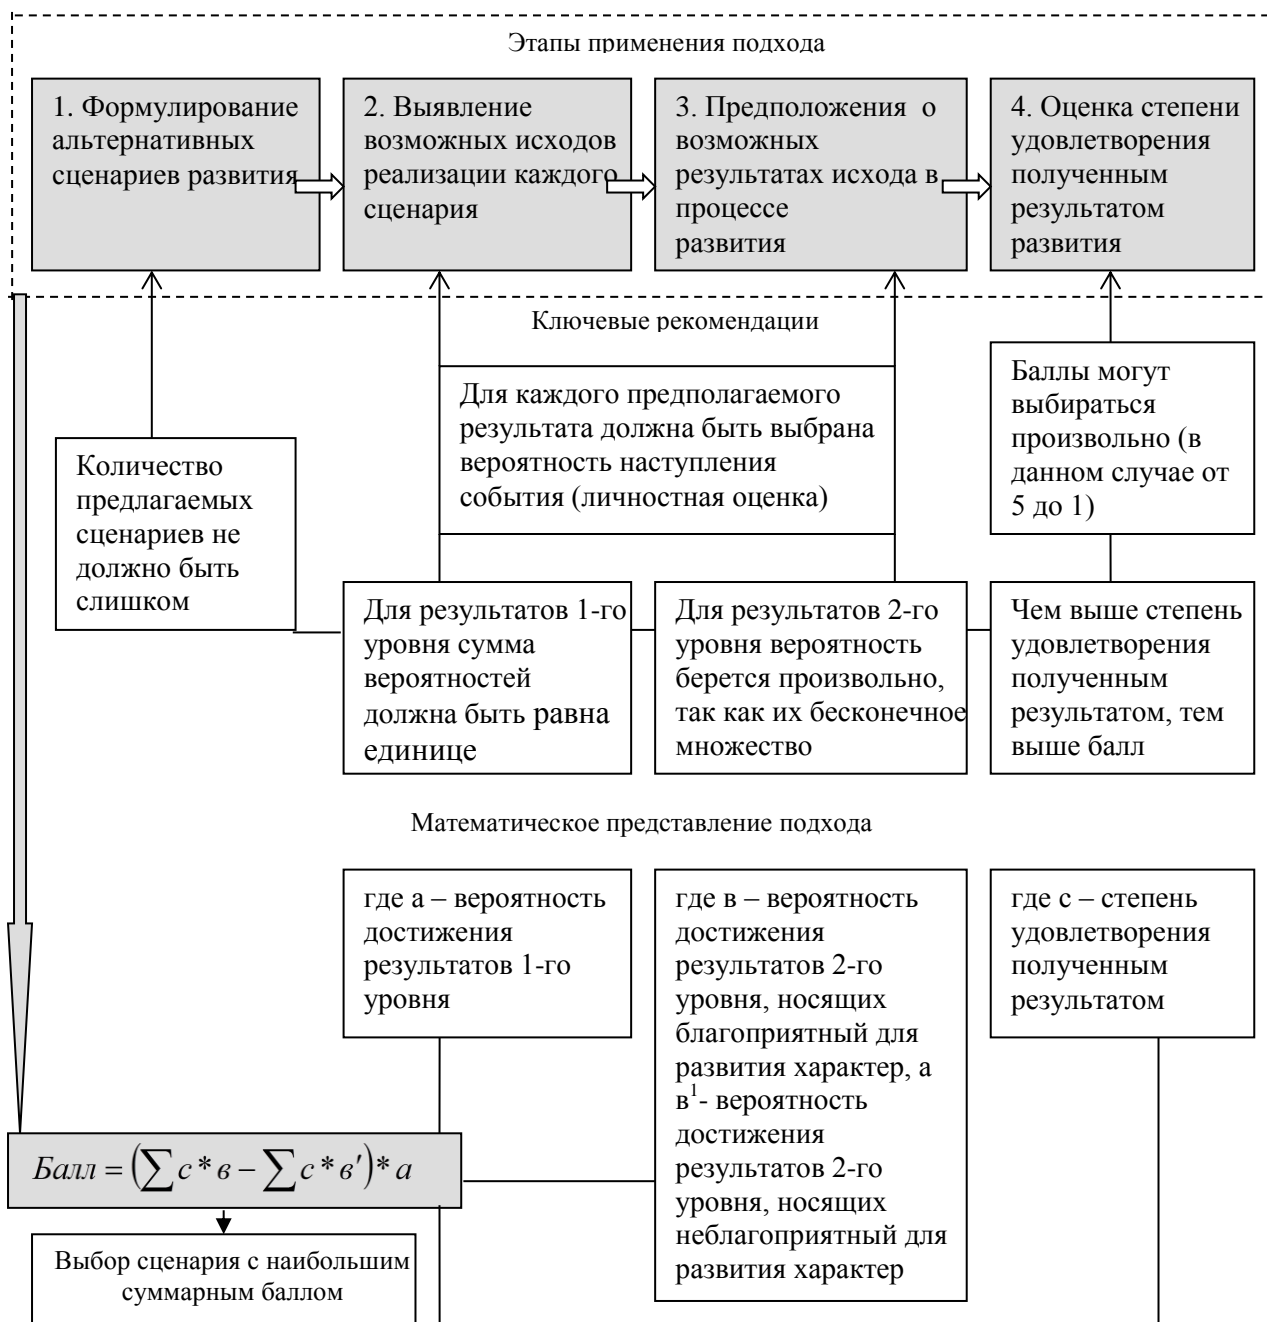 Этапы применения подхода
1. Формулирование
альтернативных
сценариев развития
2. Выявление
возможных исходов
реализации каждого
сценария
3. Предположения о
возможных
результатах исхода в
процессе
развития
4. Оценка степени
удовлетворения
полученным
результатом
развития
Ключевые рекомендации
Количество
предлагаемых
сценариев не
должно быть
слишком
Для каждого предполагаемого
результата должна быть выбрана
вероятность наступления
события (личностная оценка)
Баллы могут
выбираться
произвольно (в
данном случае от
5 до 1)
Для результатов 1-го
уровня сумма
вероятностей
должна быть равна
единице
Для результатов 2-го
уровня вероятность
берется произвольно,
так как их бесконечное
множество
Чем выше степень
удовлетворения
полученным
результатом, тем
выше балл
Математическое представление подхода
где а – вероятность
достижения
результатов 1-го
уровня
где в – вероятность
достижения
результатов 2-го
уровня, носящих
благоприятный для
развития характер, а
в¹- вероятность
достижения
результатов 2-го
уровня, носящих
неблагоприятный для
развития характер
где с – степень
удовлетворения
полученным
результатом
Балл = (∑ с * в − ∑ с * в′) * а
Выбор сценария с наибольшим
суммарным баллом